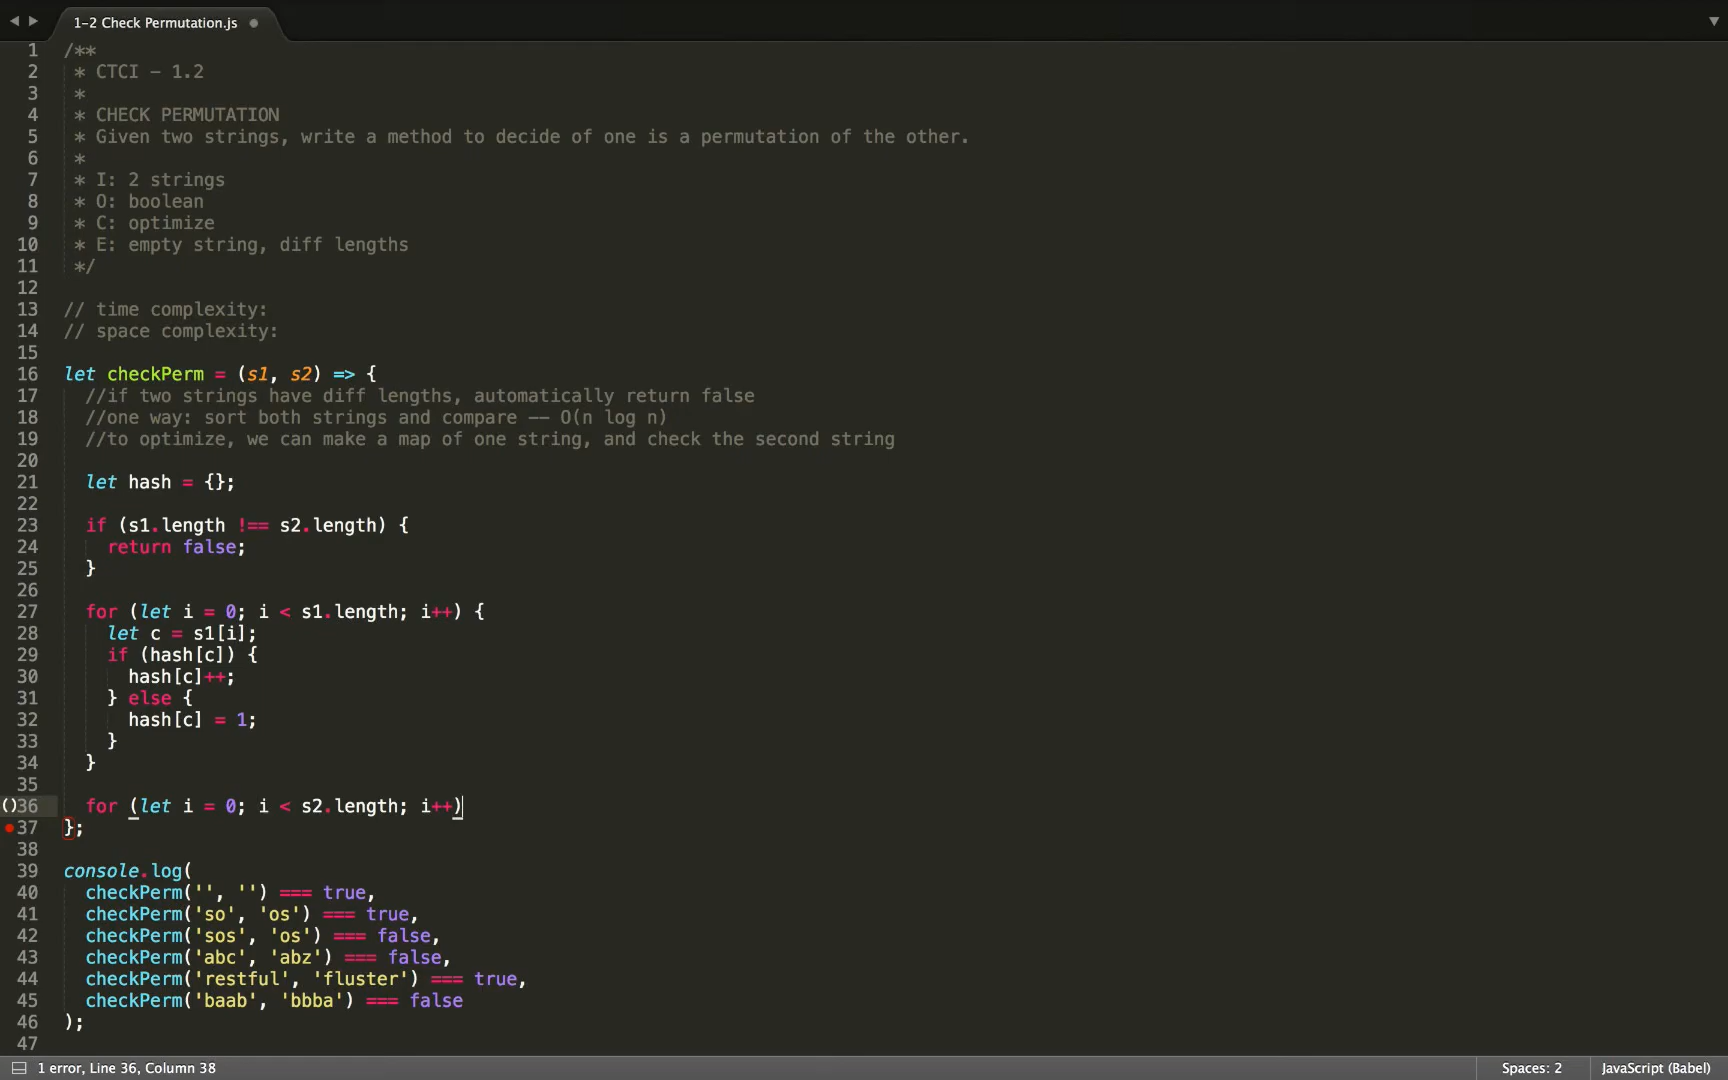 1-2 Check Permutation.js
1 /**
2  * CTCI – 1.2
3  *
4  * CHECK PERMUTATION
5  * Given two strings, write a method to decide of one is a permutation of the other.
6  *
7  * I: 2 strings
8  * O: boolean
9  * C: optimize
10  * E: empty string, diff lengths
11  */
12
13 // time complexity:
14 // space complexity:
15
16 let checkPerm = (s1, s2) => {
17   //if two strings have diff lengths, automatically return false
18   //one way: sort both strings and compare –– O(n log n)
19   //to optimize, we can make a map of one string, and check the second string
20
21   let hash = {};
22
23   if (s1.length !== s2.length) {
24     return false;
25   }
26
27   for (let i = 0; i < s1.length; i++) {
28     let c = s1[i];
29     if (hash[c]) {
30       hash[c]++;
31     } else {
32       hash[c] = 1;
33     }
34   }
35
()36   for (let i = 0; i < s2.length; i++)
37 };
38
39 console.log(
40   checkPerm('', '') === true,
41   checkPerm('so', 'os') === true,
42   checkPerm('sos', 'os') === false,
43   checkPerm('abc', 'abz') === false,
44   checkPerm('restful', 'fluster') === true,
45   checkPerm('baab', 'bbba') === false
46 );
47
1 error, Line 36, Column 38 Spaces: 2 JavaScript (Babel)